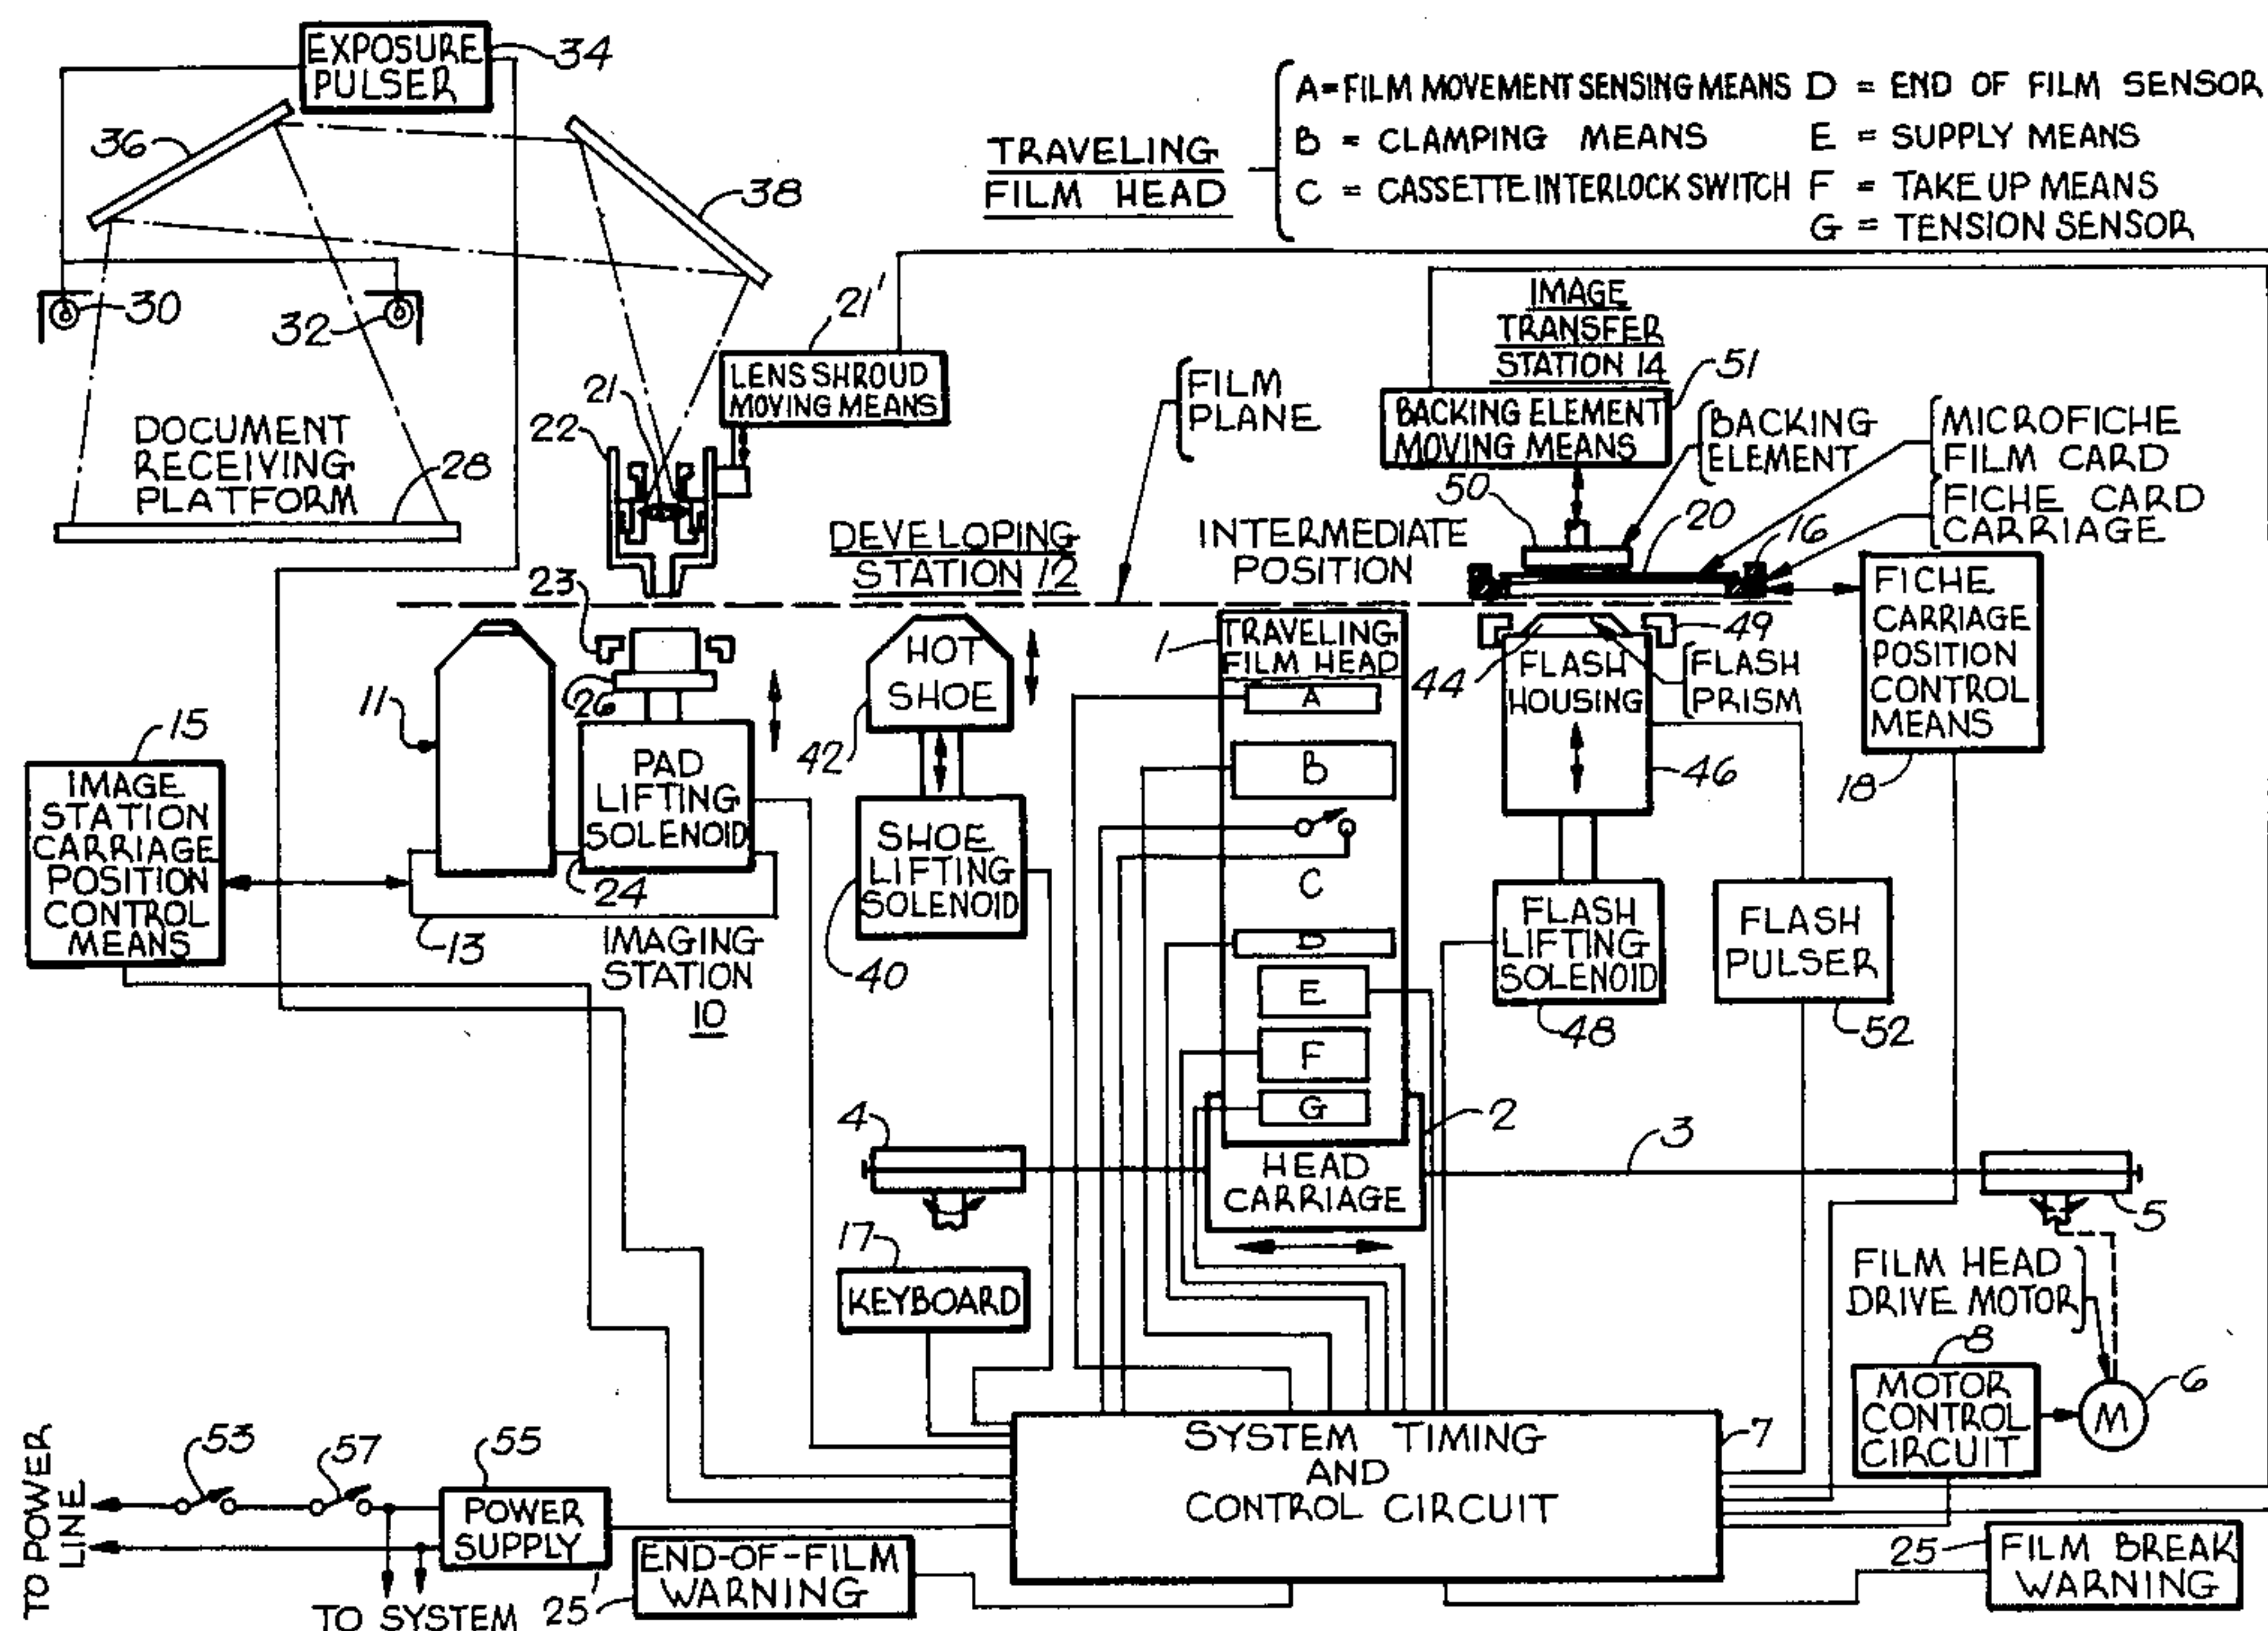 EXPOSURE
PULSER
34
36
38
30
32
DOCUMENT
RECEIVING
PLATFORM
28
TRAVELING
FILM HEAD
A=FILM MOVEMENT SENSING MEANS
B = CLAMPING MEANS
C = CASSETTE INTERLOCK SWITCH
D = END OF FILM SENSOR
E = SUPPLY MEANS
F = TAKE UP MEANS
G = TENSION SENSOR
21'
LENS SHROUD
MOVING MEANS
21
22
FILM
PLANE
IMAGE
TRANSFER
STATION 14
51
BACKING ELEMENT
MOVING MEANS
BACKING
ELEMENT
MICROFICHE
FILM CARD
FICHE CARD
CARRIAGE
50
20
16
DEVELOPING
STATION 12
INTERMEDIATE
POSITION
23
26
11
15
IMAGE
STATION
CARRIAGE
POSITION
CONTROL
MEANS
PAD
LIFTING
SOLENOID
24
13
IMAGING
STATION
10
HOT
SHOE
42
SHOE
LIFTING
SOLENOID
40
1
TRAVELING
FILM HEAD
A
B
C
D
E
F
G
2
HEAD
CARRIAGE
44
FLASH
HOUSING
49
FLASH
PRISM
46
FLASH
LIFTING
SOLENOID
48
FLASH
PULSER
52
FICHE
CARRIAGE
POSITION
CONTROL
MEANS
18
4
3
5
17
KEYBOARD
FILM HEAD
DRIVE MOTOR
8
MOTOR
CONTROL
CIRCUIT
M
6
SYSTEM TIMING
AND
CONTROL CIRCUIT
7
TO POWER
LINE
53
57
55
POWER
SUPPLY
TO SYSTEM
25
END-OF-FILM
WARNING
25
FILM BREAK
WARNING